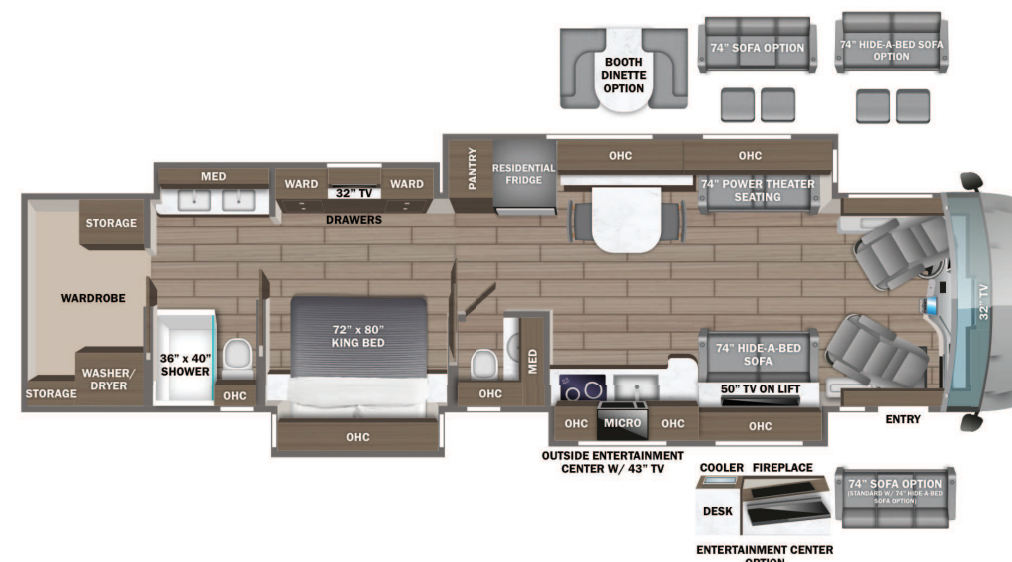 BOOTH
DINETTE
OPTION
74” SOFA OPTION
74” HIDE-A-BED SOFA
OPTION
MED
WARD
32” TV
WARD
DRAWERS
PANTRY
RESIDENTIAL
FRIDGE
OHC
OHC
74” POWER THEATER
SEATING
STORAGE
WARDROBE
WASHER/
DRYER
STORAGE
36” x 40”
SHOWER
OHC
72” x 80”
KING BED
OHC
OHC
MED
74” HIDE-A-BED
SOFA
50” TV ON LIFT
OHC
MICRO
OHC
OHC
32” TV
ENTRY
OUTSIDE ENTERTAINMENT
CENTER W/ 43” TV
COOLER
FIREPLACE
DESK
ENTERTAINMENT CENTER
OPTION
74” SOFA OPTION
(STANDARD W/ 74” HIDE-A-BED
SOFA OPTION)